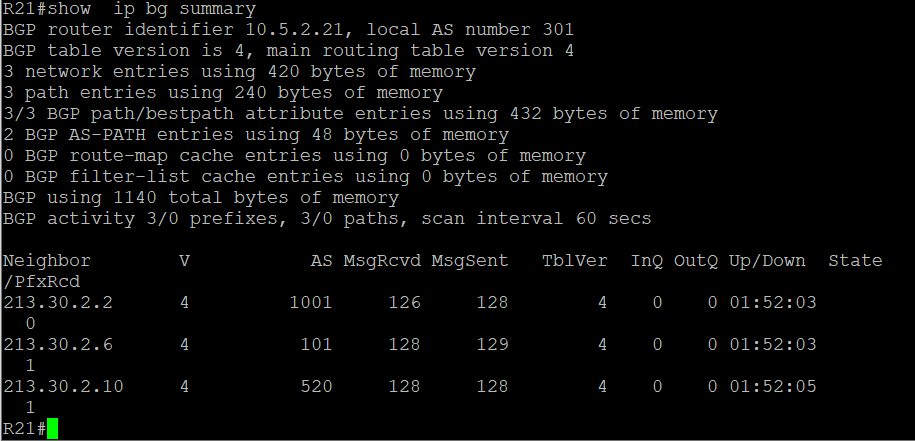 R21#show  ip bg summary
BGP router identifier 10.5.2.21, local AS number 301
BGP table version is 4, main routing table version 4
3 network entries using 420 bytes of memory
3 path entries using 240 bytes of memory
3/3 BGP path/bestpath attribute entries using 432 bytes of memory
2 BGP AS-PATH entries using 48 bytes of memory
0 BGP route-map cache entries using 0 bytes of memory
0 BGP filter-list cache entries using 0 bytes of memory
BGP using 1140 total bytes of memory
BGP activity 3/0 prefixes, 3/0 paths, scan interval 60 secs

Neighbor        V           AS MsgRcvd MsgSent   TblVer  InQ OutQ Up/Down  State
/PfxRcd
213.30.2.2      4         1001     126     128        4    0    0 01:52:03
  0
213.30.2.6      4          101     128     129        4    0    0 01:52:03
  1
213.30.2.10     4          520     128     128        4    0    0 01:52:05
  1
R21#